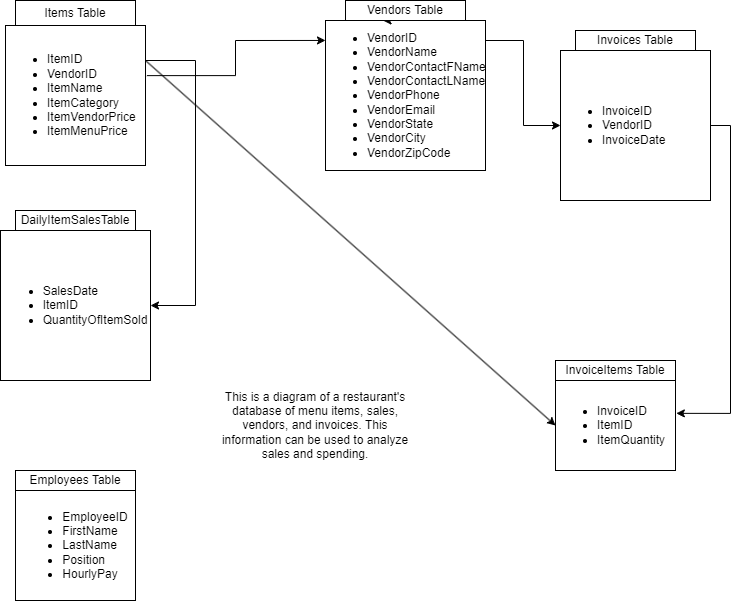 Items Table
ItemID
VendorID
ItemName
ItemCategory
ItemVendorPrice
ItemMenuPrice
Vendors Table
VendorID
VendorName
VendorContactFName
VendorContactLName
VendorPhone
VendorEmail
VendorState
VendorCity
VendorZipCode
Invoices Table
InvoiceID
VendorID
InvoiceDate
DailyItemSalesTable
SalesDate
ItemID
QuantityOfItemSold
InvoiceItems Table
InvoiceID
ItemID
ItemQuantity
This is a diagram of a restaurant's
database of menu items, sales,
vendors, and invoices. This
information can be used to analyze
sales and spending.
Employees Table
EmployeeID
FirstName
LastName
Position
HourlyPay